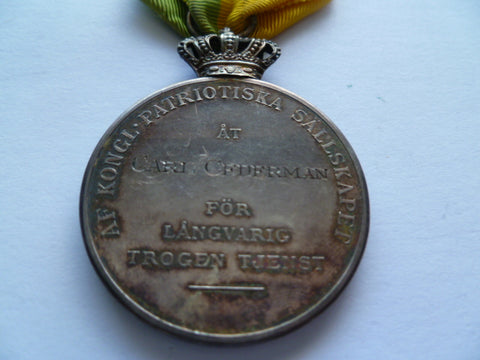 AF KONGL. PATRIOTISKA SÄLLSKAPET
ÅT
CARL CEDERMAN
FÖR
LÅNGVARIG
TROGEN TJENST